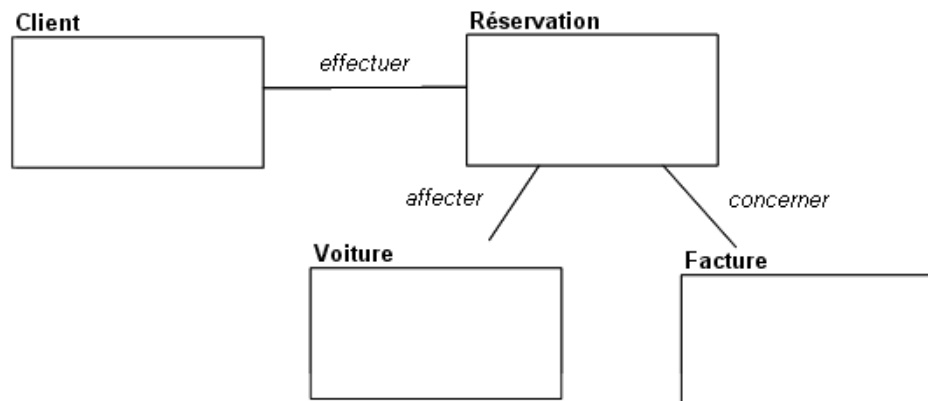 Client
Réservation
effectuer
affecter
concerner
Voiture
Facture